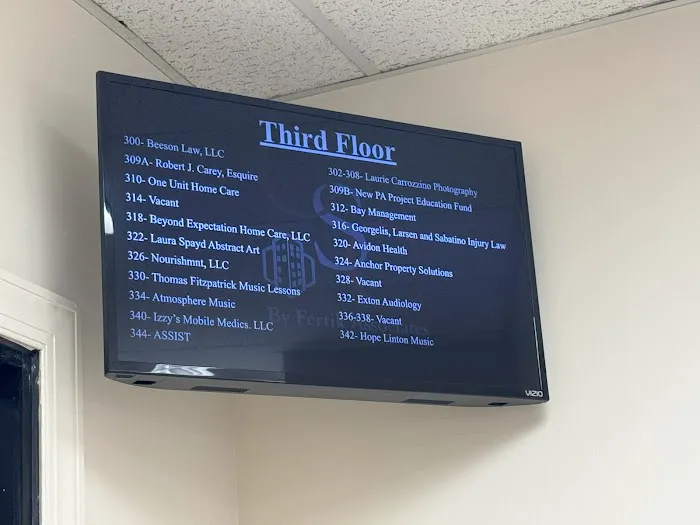 Third Floor
300- Beeson Law, LLC
309A- Robert J. Carey, Esquire
310- One Unit Home Care
314- Vacant
318- Beyond Expectation Home Care, LLC
322- Laura Spayd Abstract Art
326- Nourishmnt, LLC
330- Thomas Fitzpatrick Music Lessons
334- Atmosphere Music
340- Izzy's Mobile Medics. LLC
344- ASSIST
302-308- Laurie Carrozzino Photography
309B- New PA Project Education Fund
312- Bay Management
316- Georgelis, Larsen and Sabatino Injury Law
320- Avidon Health
324- Anchor Property Solutions
328- Vacant
332- Exton Audiology
336-338- Vacant
342- Hope Linton Music
S
By Fertik Associates
VIZIO